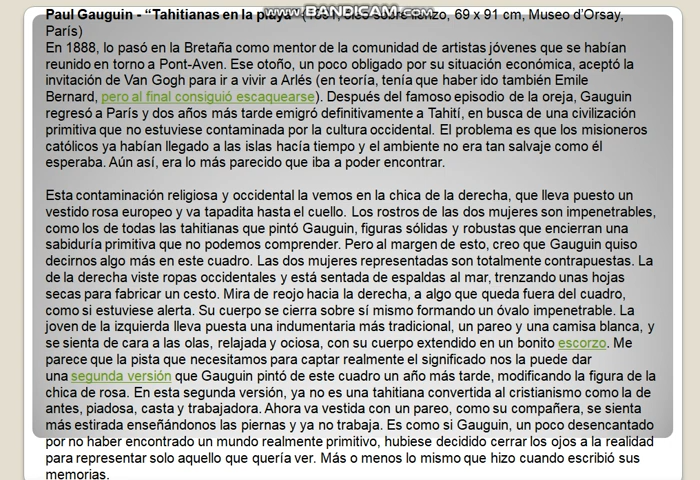 WWW.BANDICAM.COM
Paul Gauguin - “Tahitianas en la playa” (1891, óleo sobre lienzo, 69 x 91 cm, Museo d’Orsay,
París)
En 1888, lo pasó en la Bretaña como mentor de la comunidad de artistas jóvenes que se habían
reunido en torno a Pont-Aven. Ese otoño, un poco obligado por su situación económica, aceptó la
invitación de Van Gogh para ir a vivir a Arlés (en teoría, tenía que haber ido también Emile
Bernard, pero al final consiguió escaquearse). Después del famoso episodio de la oreja, Gauguin
regresó a París y dos años más tarde emigró definitivamente a Tahití, en busca de una civilización
primitiva que no estuviese contaminada por la cultura occidental. El problema es que los misioneros
católicos ya habían llegado a las islas hacía tiempo y el ambiente no era tan salvaje como él
esperaba. Aún así, era lo más parecido que iba a poder encontrar.
Esta contaminación religiosa y occidental la vemos en la chica de la derecha, que lleva puesto un
vestido rosa europeo y va tapadita hasta el cuello. Los rostros de las dos mujeres son impenetrables,
como los de todas las tahitianas que pintó Gauguin, figuras sólidas y robustas que encierran una
sabiduría primitiva que no podemos comprender. Pero al margen de esto, creo que Gauguin quiso
decirnos algo más en este cuadro. Las dos mujeres representadas son totalmente contrapuestas. La
de la derecha viste ropas occidentales y está sentada de espaldas al mar, trenzando unas hojas
secas para fabricar un cesto. Mira de reojo hacia la derecha, a algo que queda fuera del cuadro,
como si estuviese alerta. Su cuerpo se cierra sobre sí mismo formando un óvalo impenetrable. La
joven de la izquierda lleva puesta una indumentaria más tradicional, un pareo y una camisa blanca, y
se sienta de cara a las olas, relajada y ociosa, con su cuerpo extendido en un bonito escorzo. Me
parece que la pista que necesitamos para captar realmente el significado nos la puede dar
una segunda versión que Gauguin pintó de este cuadro un año más tarde, modificando la figura de la
chica de rosa. En esta segunda versión, ya no es una tahitiana convertida al cristianismo como la de
antes, piadosa, casta y trabajadora. Ahora va vestida con un pareo, como su compañera, se sienta
más estirada enseñándonos las piernas y ya no trabaja. Es como si Gauguin, un poco desencantado
por no haber encontrado un mundo realmente primitivo, hubiese decidido cerrar los ojos a la realidad
para representar solo aquello que quería ver. Más o menos lo mismo que hizo cuando escribió sus
memorias.